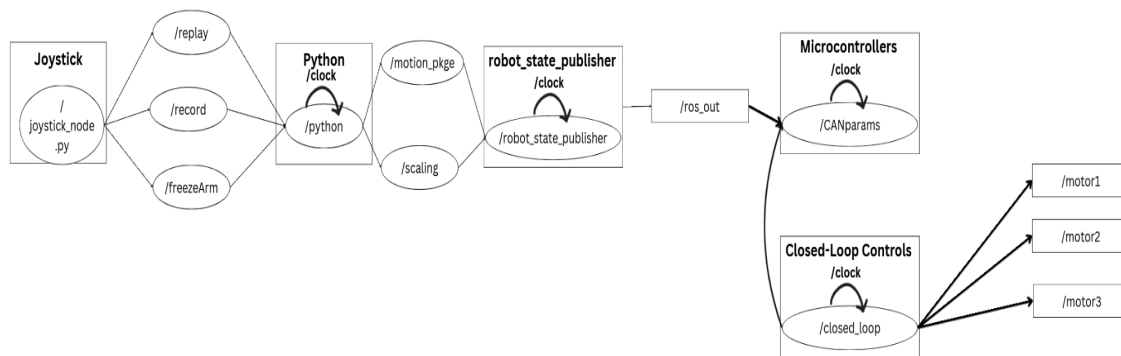 Joystick
/
joystick_node
.py
/replay
/record
/freezeArm
Python
/clock
/python
/motion_pkge
/scaling
robot_state_publisher
/clock
/robot_state_publisher
/ros_out
Microcontrollers
/clock
/CANparams
Closed-Loop Controls
/clock
/closed_loop
/motor1
/motor2
/motor3